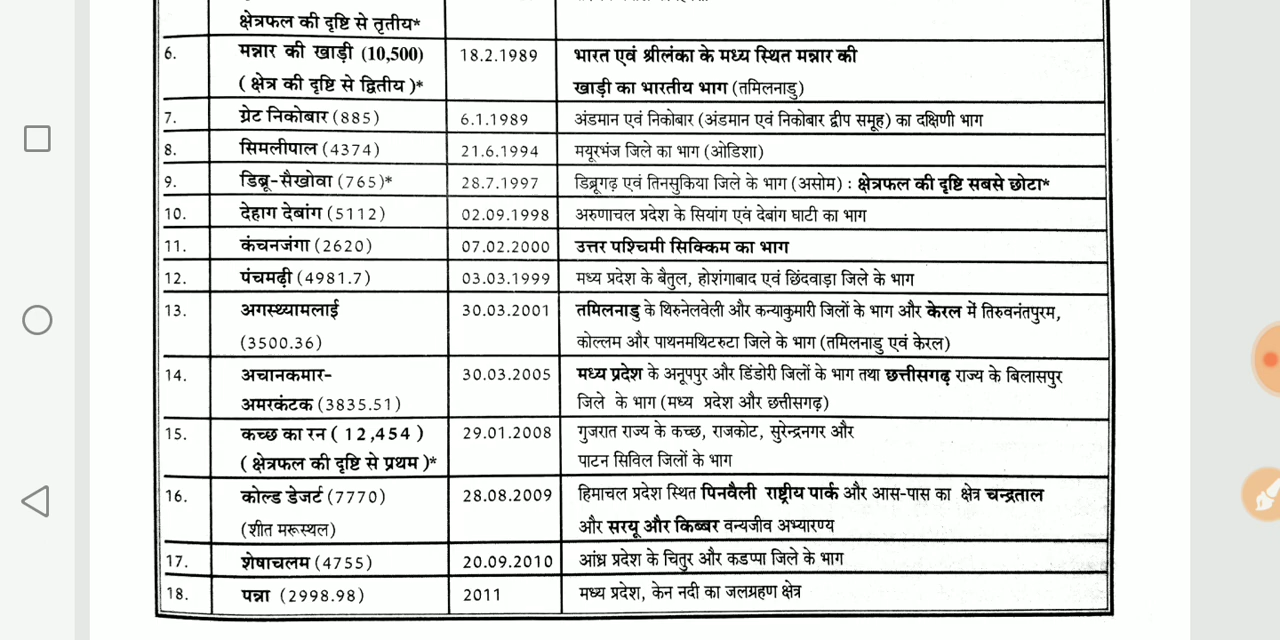 क्षेत्रफल की दृष्टि से तृतीय*
6. मन्नार की खाड़ी (10,500) 18.2.1989 भारत एवं श्रीलंका के मध्य स्थित मन्नार की
( क्षेत्र की दृष्टि से द्वितीय )* खाड़ी का भारतीय भाग (तमिलनाडु)
7. ग्रेट निकोबार (885) 6.1.1989 अंडमान एवं निकोबार (अंडमान एवं निकोबार द्वीप समूह) का दक्षिणी भाग
8. सिमलीपाल (4374) 21.6.1994 मयूरभंज जिले का भाग (ओडिशा)
9. डिब्रू-सैखोवा (765)* 28.7.1997 डिब्रूगढ़ एवं तिनसुकिया जिले के भाग (असोम) : क्षेत्रफल की दृष्टि सबसे छोटा*
10. देहाग देबांग (5112) 02.09.1998 अरुणाचल प्रदेश के सियांग एवं देबांग घाटी का भाग
11. कंचनजंगा (2620) 07.02.2000 उत्तर पश्चिमी सिक्किम का भाग
12. पंचमढ़ी (4981.7) 03.03.1999 मध्य प्रदेश के बैतुल, होशंगाबाद एवं छिंदवाड़ा जिले के भाग
13. अगस्थ्यामलाई 30.03.2001 तमिलनाडु के थिरुनेलवेली और कन्याकुमारी जिलों के भाग और केरल में तिरुवनंतपुरम,
(3500.36) कोल्लम और पाथनमथिटरुटा जिले के भाग (तमिलनाडु एवं केरल)
14. अचानकमार- 30.03.2005 मध्य प्रदेश के अनूपपुर और डिंडोरी जिलों के भाग तथा छत्तीसगढ़ राज्य के बिलासपुर
अमरकंटक (3835.51) जिले के भाग (मध्य प्रदेश और छत्तीसगढ़)
15. कच्छ का रन ( 12,454 ) 29.01.2008 गुजरात राज्य के कच्छ, राजकोट, सुरेन्द्रनगर और
( क्षेत्रफल की दृष्टि से प्रथम )* पाटन सिविल जिलों के भाग
16. कोल्ड डेजर्ट (7770) 28.08.2009 हिमाचल प्रदेश स्थित पिनवैली राष्ट्रीय पार्क और आस-पास का क्षेत्र चन्द्रताल
(शीत मरूस्थल) और सरयू और किब्बर वन्यजीव अभ्यारण्य
17. शेषाचलम (4755) 20.09.2010 आंध्र प्रदेश के चितुर और कडप्पा जिले के भाग
18. पन्ना (2998.98) 2011 मध्य प्रदेश, केन नदी का जलग्रहण क्षेत्र